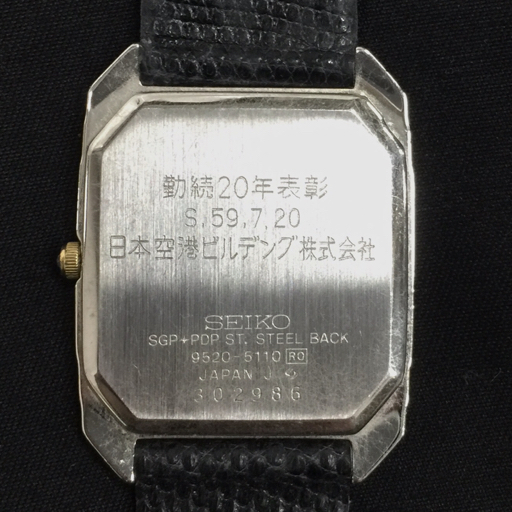 勤続20年表彰
S.59.7.20
日本空港ビルデング株式会社
SEIKO
SGP+PDP ST. STEEL BACK
9520-5110 RO
JAPAN J
302986